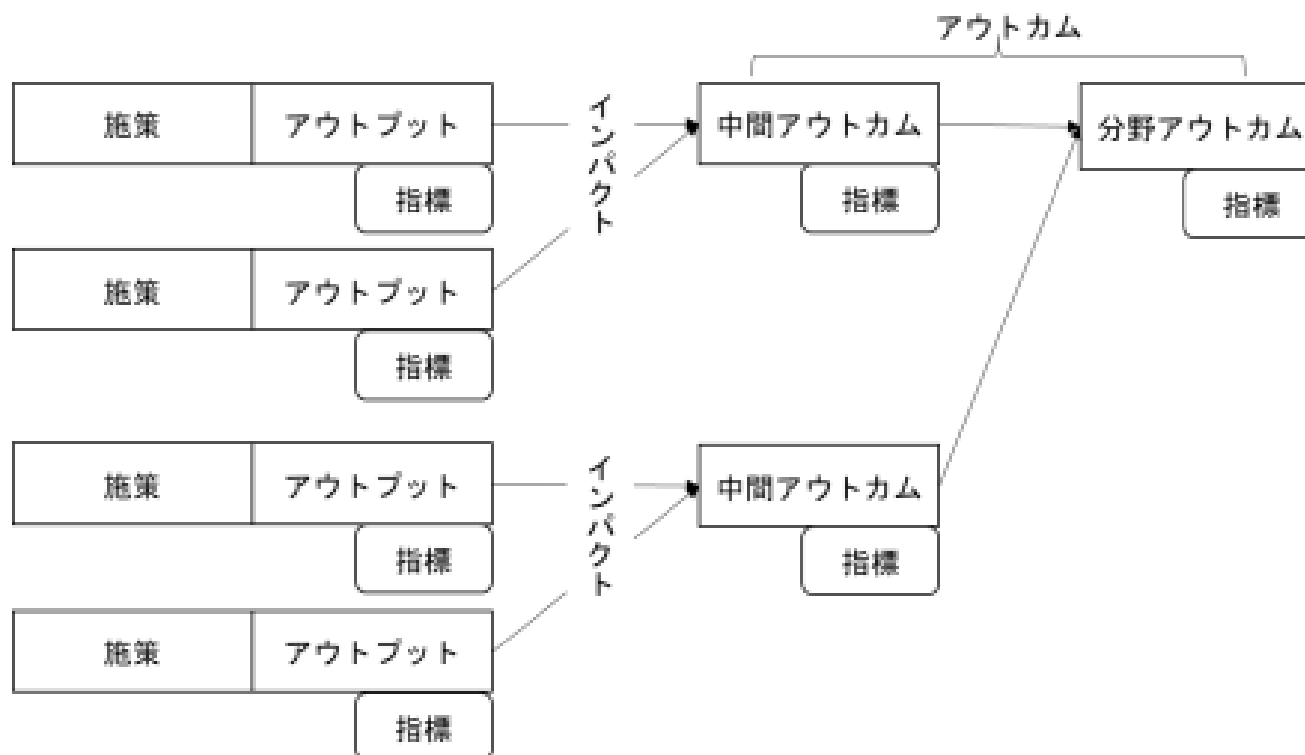 アウトカム
施策 アウトプット インパクト 中間アウトカム 分野アウトカム
指標 指標 指標
施策 アウトプット
指標
施策 アウトプット インパクト 中間アウトカム
指標 指標
施策 アウトプット
指標